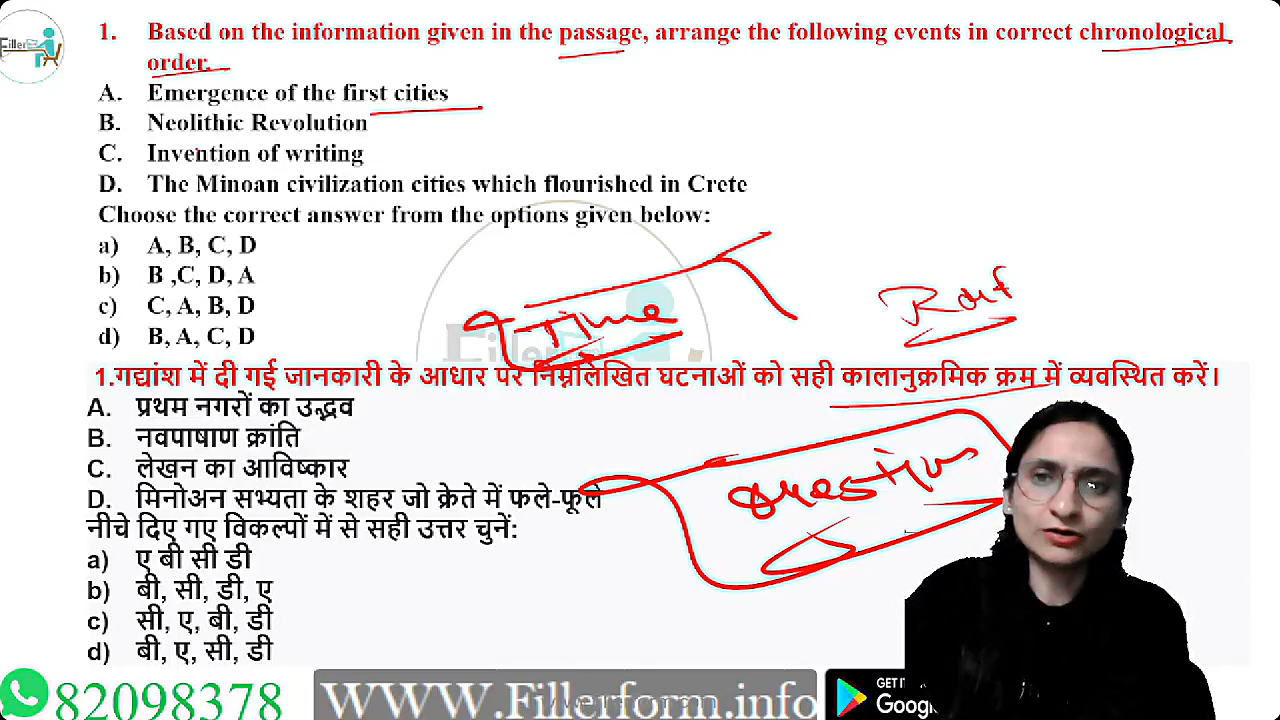 Filler
1. Based on the information given in the passage, arrange the following events in correct chronological
order.
A. Emergence of the first cities
B. Neolithic Revolution
C. Invention of writing
D. The Minoan civilization cities which flourished in Crete
Choose the correct answer from the options given below:
a) A, B, C, D
b) B ,C, D, A
c) C, A, B, D
d) B, A, C, D
Time
1.गद्यांश में दी गई जानकारी के आधार पर निम्नलिखित घटनाओं को सही कालानुक्रमिक क्रम में व्यवस्थित करें।
A. प्रथम नगरों का उद्भव
B. नवपाषाण क्रांति
C. लेखन का आविष्कार
D. मिनोअन सभ्यता के शहर जो क्रेते में फले-फूले
Questions
नीचे दिए गए विकल्पों में से सही उत्तर चुनें:
a) ए बी सी डी
b) बी, सी, डी, ए
c) सी, ए, बी, डी
d) बी, ए, सी, डी
82098378
WWW.Fillerform.info
GET IT
Goog